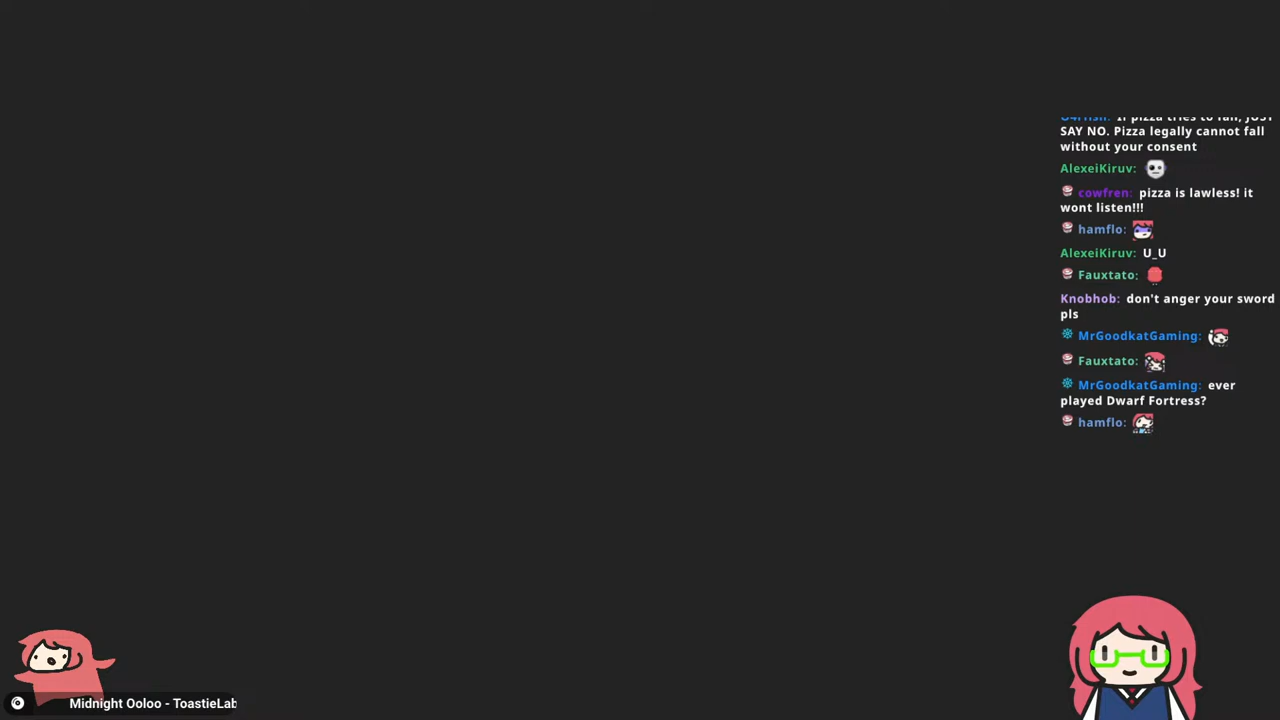 SAY NO. Pizza legally cannot fall
without your consent
AlexeiKiruv:
cowfren: pizza is lawless! it
wont listen!!!
hamflo:
AlexeiKiruv: U_U
Fauxtato:
Knobhob: don't anger your sword
pls
MrGoodkatGaming:
Fauxtato:
MrGoodkatGaming: ever
played Dwarf Fortress?
hamflo:
Midnight Ooloo - ToastieLab